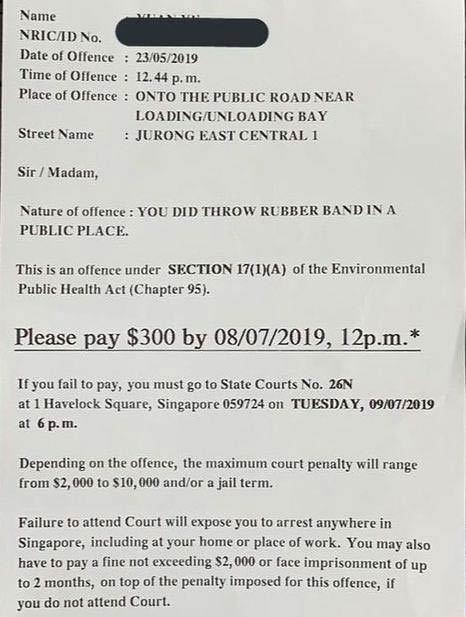 Name
NRIC/ID No.
Date of Offence : 23/05/2019
Time of Offence : 12.44 p.m.
Place of Offence : ONTO THE PUBLIC ROAD NEAR
LOADING/UNLOADING BAY
Street Name : JURONG EAST CENTRAL 1
Sir / Madam,
Nature of offence : YOU DID THROW RUBBER BAND IN A
PUBLIC PLACE.
This is an offence under SECTION 17(1)(A) of the Environmental
Public Health Act (Chapter 95).
Please pay $300 by 08/07/2019, 12p.m.*
If you fail to pay, you must go to State Courts No. 26N
at 1 Havelock Square, Singapore 059724 on TUESDAY, 09/07/2019
at 6 p.m.
Depending on the offence, the maximum court penalty will range
from $2,000 to $10,000 and/or a jail term.
Failure to attend Court will expose you to arrest anywhere in
Singapore, including at your home or place of work. You may also
have to pay a fine not exceeding $2,000 or face imprisonment of up
to 2 months, on top of the penalty imposed for this offence, if
you do not attend Court.